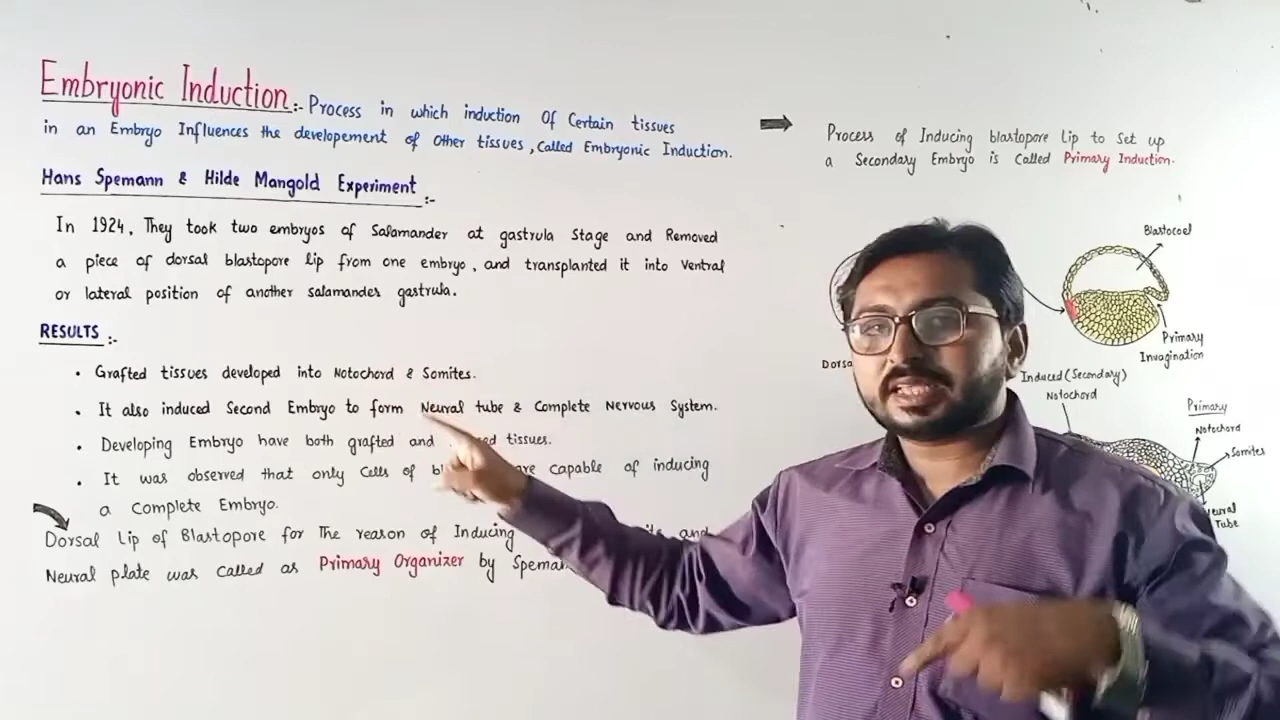 Embryonic Induction :- Process in which induction Of Certain tissues
in an Embryo Influences the developement of other tissues, Called Embryonic Induction.
Hans Spemann & Hilde Mangold Experiment :-
In 1924, They took two embryos of Salamander at gastrula Stage and Removed
a piece of dorsal blastopore lip from one embryo, and transplanted it into Ventral
or lateral position of another salamander gastrula.
RESULTS :-
• Grafted tissues developed into Notochord & Somites.
• It also induced Second Embryo to form Neural tube & Complete Nervous System.
• Developing Embryo have both grafted and tissues.
• It was observed that only Cells of are capable of inducing
a Complete Embryo.
Dorsal Lip of Blastopore for The reason of Inducing and
Neural plate was called as Primary Organizer by
Process of Inducing blastopore Lip to Set up
a Secondary Embryo is Called Primary Induction.
Blastocoel
Primary
Invagination
Induced (Secondary)
Notochord
Primary
Notochord
Somites
Tube